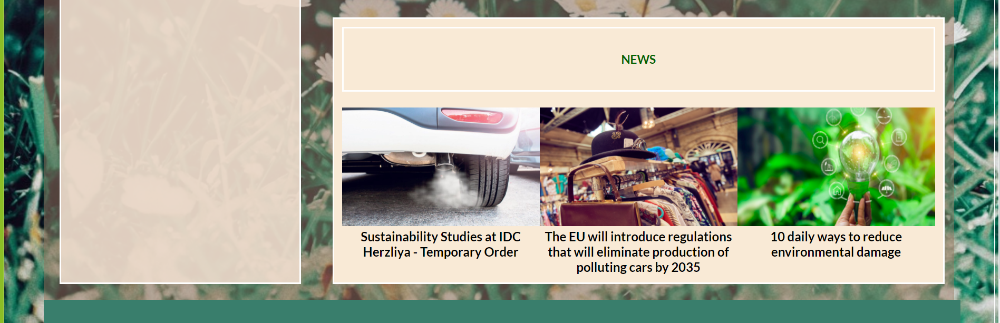 NEWS
Sustainability Studies at IDC
Herzliya - Temporary Order
The EU will introduce regulations
that will eliminate production of
polluting cars by 2035
10 daily ways to reduce
environmental damage